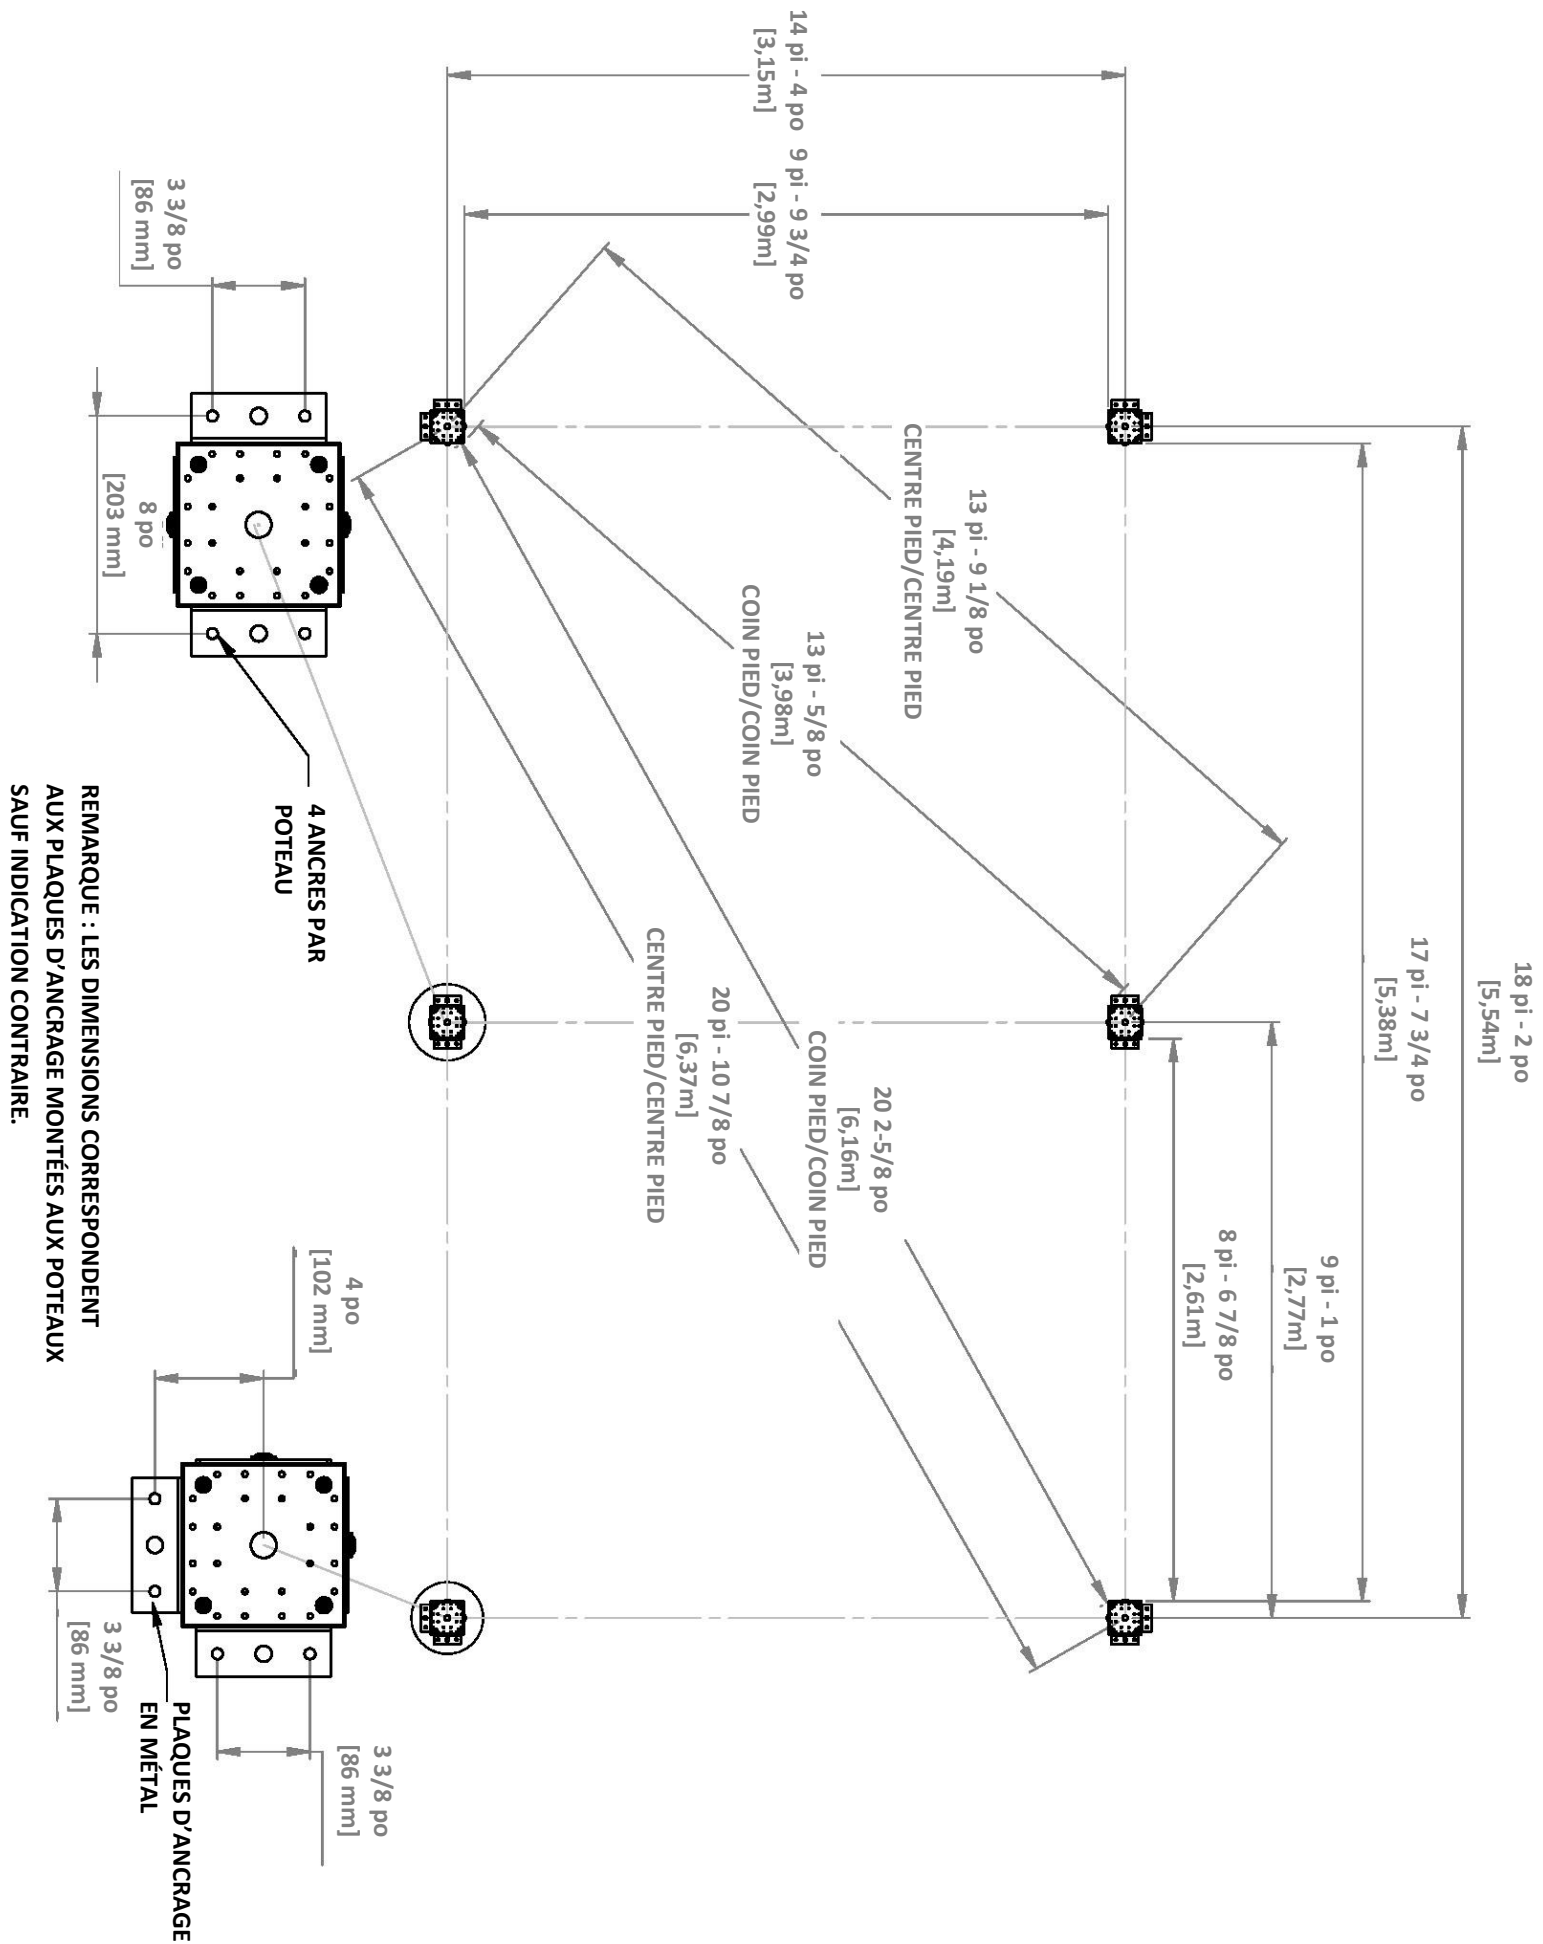 18 pi - 2 po
[5,54m]
17 pi - 7 3/4 po
[5,38m]
9 pi - 1 po
[2,77m]
8 pi - 6 7/8 po
[2,61m]
14 pi - 4 po
[3,15m]
9 pi - 9 3/4 po
[2,99m]
13 pi - 9 1/8 po
[4,19m]
CENTRE PIED/CENTRE PIED
13 pi - 5/8 po
[3,98m]
COIN PIED/COIN PIED
20 2-5/8 po
[6,16m]
COIN PIED/COIN PIED
20 pi - 10 7/8 po
[6,37m]
CENTRE PIED/CENTRE PIED
3 3/8 po
[86 mm]
8 po
[203 mm]
4 ANCRES PAR
POTEAU
4 po
[102 mm]
3 3/8 po
[86 mm]
3 3/8 po
[86 mm]
PLAQUES D’ANCRAGE
EN MÉTAL
REMARQUE : LES DIMENSIONS CORRESPONDENT
AUX PLAQUES D’ANCRAGE MONTÉES AUX POTEAUX
SAUF INDICATION CONTRAIRE.